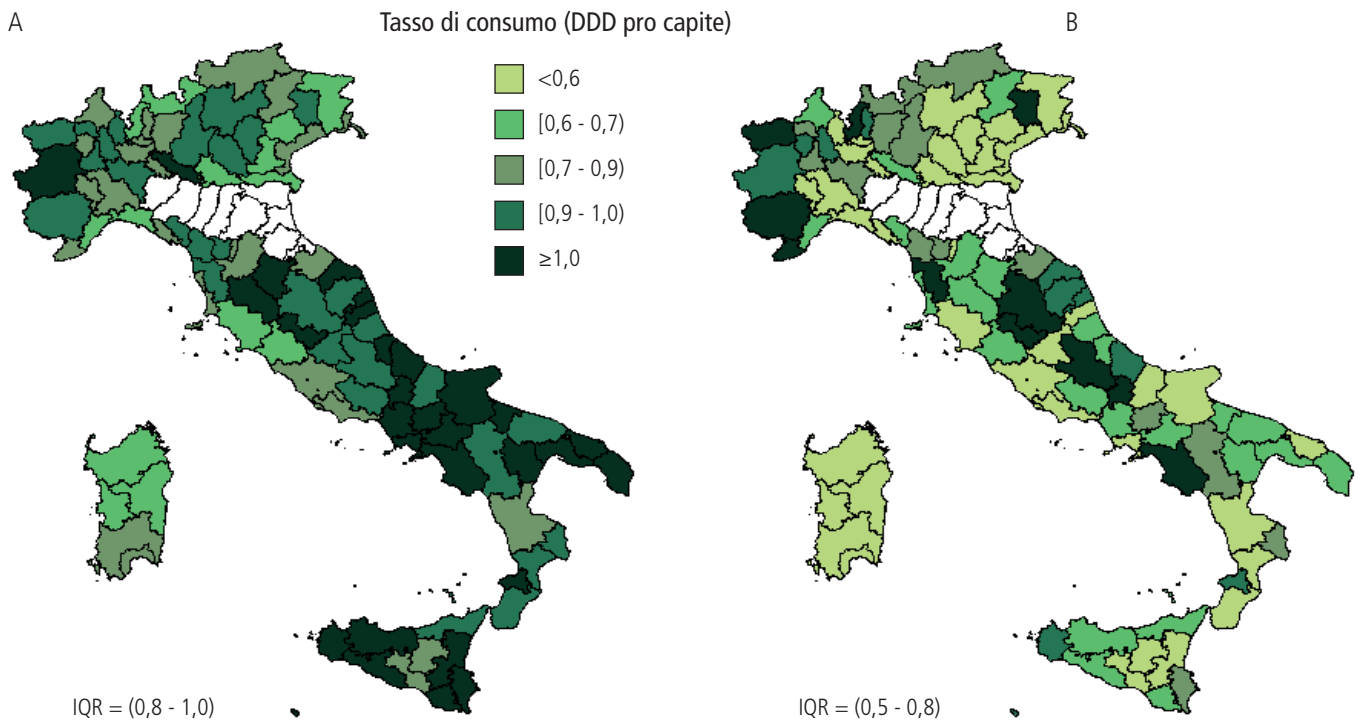 A
Tasso di consumo (DDD pro capite)
B
<0,6
[0,6 - 0,7)
[0,7 - 0,9)
[0,9 - 1,0)
≥1,0
IQR = (0,8 - 1,0)
IQR = (0,5 - 0,8)